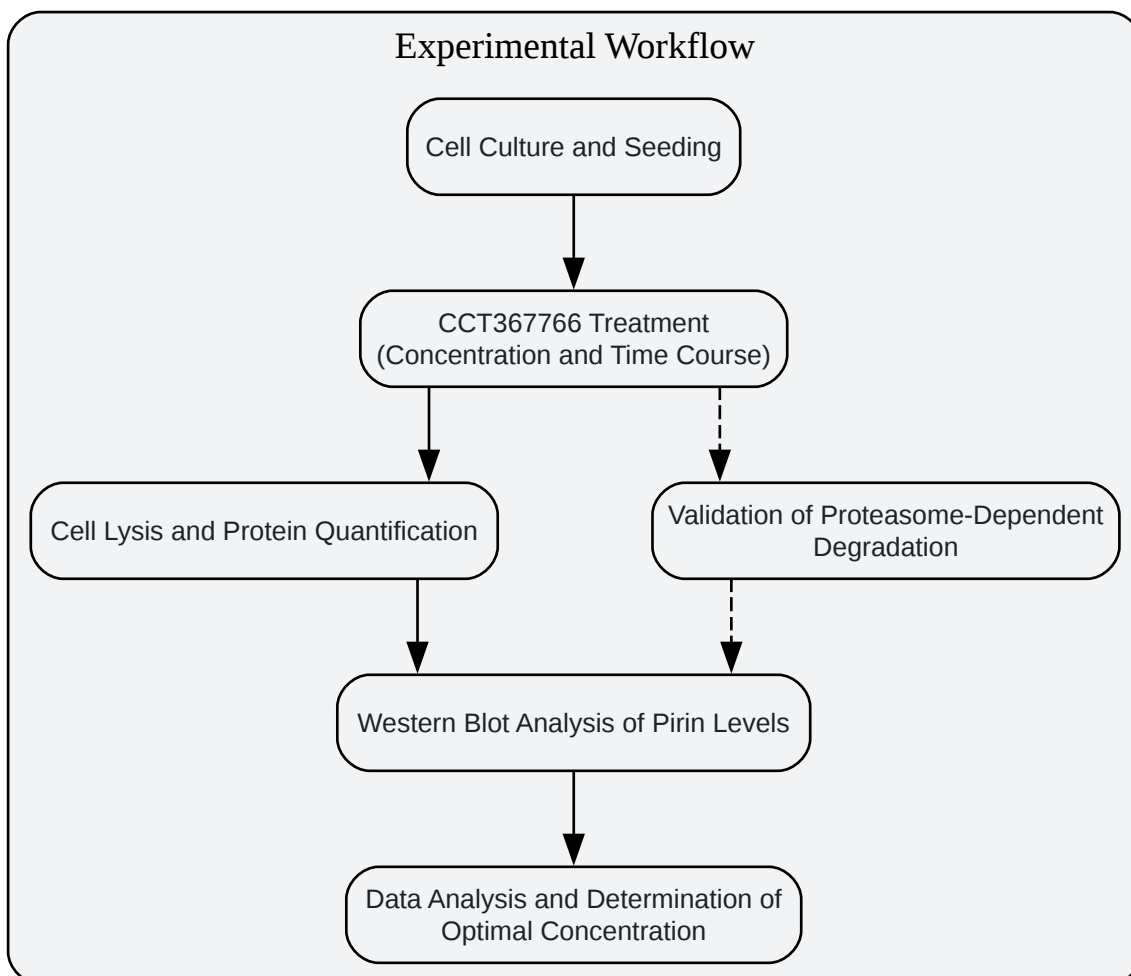 Experimental Workflow
Cell Culture and Seeding
CCT367766 Treatment
(Concentration and Time Course)
Cell Lysis and Protein Quantification
Validation of Proteasome-Dependent
Degradation
Western Blot Analysis of Pirin Levels
Data Analysis and Determination of
Optimal Concentration